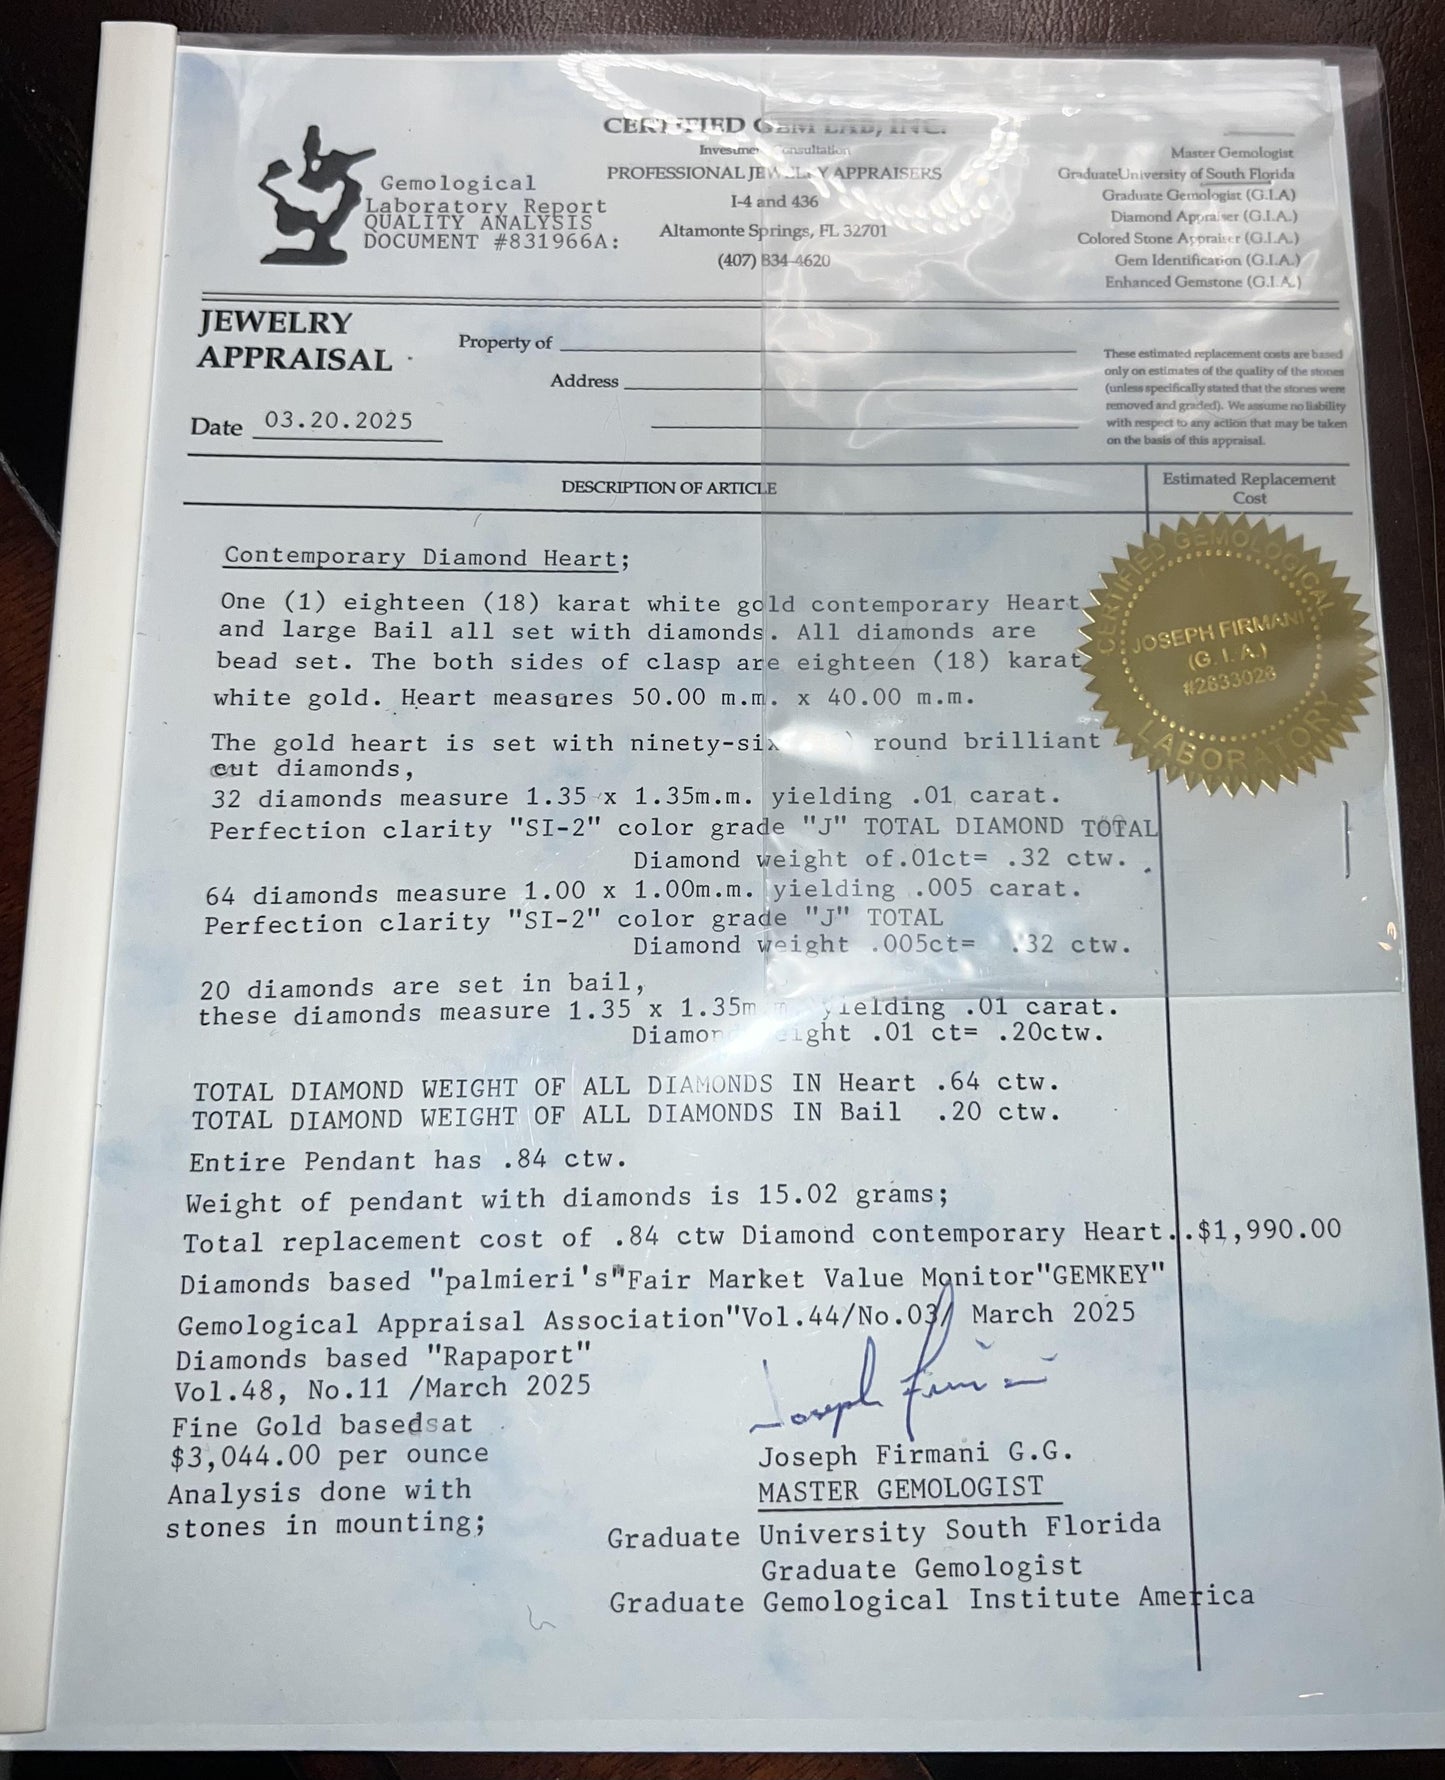 CERTIFIED GEM LAB, INC.
Consultation
PROFESSIONAL JEWELRY APPRAISERS
I-4 and 436
Altamonte Springs, FL 32701
(407) 834-4620
Gemological
Laboratory Report
QUALITY ANALYSIS
DOCUMENT #831966A:
Master Gemologist
GraduateUniversity of South Florida
Graduate Gemologist (G.I.A)
Diamond Appraiser (G.I.A.)
Colored Stone Appraiser (G.I.A.)
Gem Identification (G.I.A.)
Enhanced Gemstone (G.I.A.)
JEWELRY
APPRAISAL
Property of
Address
Date 03.20.2025
These estimated replacement costs are based
only on estimates of the quality of the stones
(unless specifically stated that the stones were
removed and graded). We assume no liability
with respect to any action that may be taken
on the basis of this appraisal.
DESCRIPTION OF ARTICLE
Estimated Replacement
Cost
CERTIFIED GEMOLOGICAL
JOSEPH FIRMANI
(G.I.A.)
#2633026
LABORATORY
Contemporary Diamond Heart;
One (1) eighteen (18) karat white gold contemporary Heart
and large Bail all set with diamonds. All diamonds are
bead set. The both sides of clasp are eighteen (18) karat
white gold. Heart measures 50.00 m.m. x 40.00 m.m.
The gold heart is set with ninety-six round brilliant
cut diamonds,
32 diamonds measure 1.35 x 1.35m.m. yielding .01 carat.
Perfection clarity "SI-2" color grade "J" TOTAL DIAMOND TOTAL
Diamond weight of.01ct= .32 ctw.
64 diamonds measure 1.00 x 1.00m.m. yielding .005 carat.
Perfection clarity "SI-2" color grade "J" TOTAL
Diamond weight .005ct= .32 ctw.
20 diamonds are set in bail,
these diamonds measure 1.35 x 1.35m.m. yielding .01 carat.
Diamond weight .01 ct= .20ctw.
TOTAL DIAMOND WEIGHT OF ALL DIAMONDS IN Heart .64 ctw.
TOTAL DIAMOND WEIGHT OF ALL DIAMONDS IN Bail .20 ctw.
Entire Pendant has .84 ctw.
Weight of pendant with diamonds is 15.02 grams;
Total replacement cost of .84 ctw Diamond contemporary Heart..$1,990.00
Diamonds based "palmieri's"Fair Market Value Monitor"GEMKEY"
Gemological Appraisal Association"Vol.44/No.03/ March 2025
Diamonds based "Rapaport"
Vol.48, No.11 /March 2025
Fine Gold basedsat
$3,044.00 per ounce
Analysis done with
stones in mounting;
Joseph Firmani
Joseph Firmani G.G.
MASTER GEMOLOGIST
Graduate University South Florida
Graduate Gemologist
Graduate Gemological Institute America